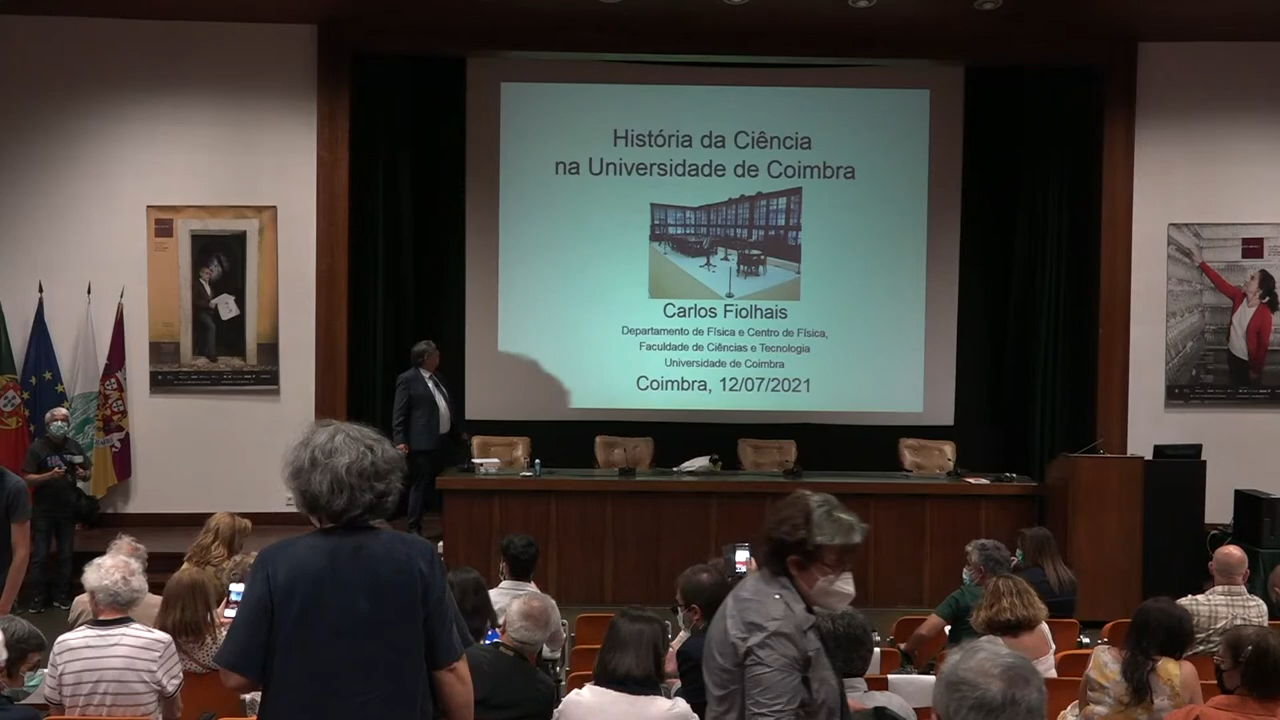 História da Ciência
na Universidade de Coimbra
Carlos Fiolhais
Departamento de Física e Centro de Física,
Faculdade de Ciências e Tecnologia
Universidade de Coimbra
Coimbra, 12/07/2021